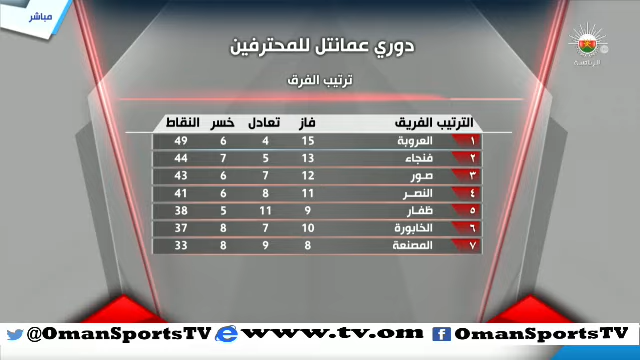 مباشر
الرياضية
دوري عمانتل للمحترفين
ترتيب الفرق
الترتيب الفريق فاز تعادل خسر النقاط
١ العروبة 15 4 6 49
٢ فنجاء 13 5 7 44
٣ صور 12 7 6 43
٤ النصر 11 8 6 41
٥ ظفار 9 11 5 38
٦ الخابورة 10 7 8 37
٧ المصنعة 8 9 8 33
@OmanSportsTV www.tv.om OmanSportsTV